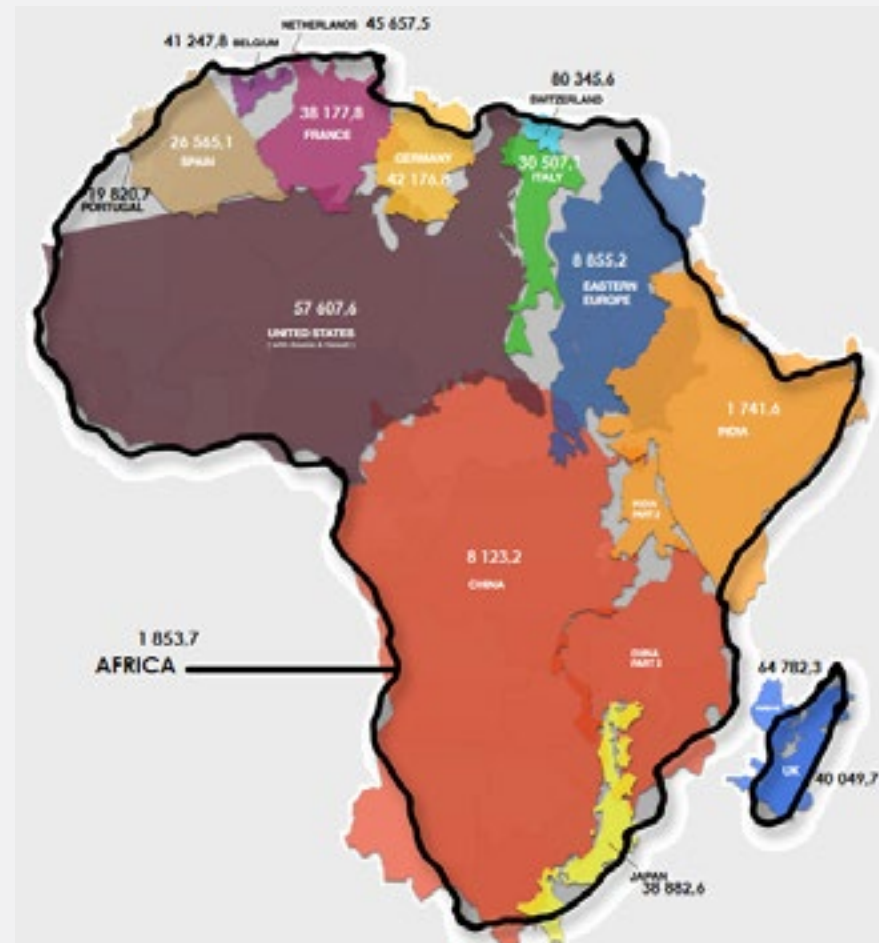 NETHERLANDS 45 657,5
41 247,8 BELGIUM
80 345,6
SWITZERLAND
38 177,8
FRANCE
26 565,1
SPAIN
GERMANY
42 176,8
30 507,1
ITALY
19 820,7
PORTUGAL
8 855,2
EASTERN
EUROPE
57 607,6
UNITED STATES
1 741,6
INDIA
INDIA
PART 2
8 123,2
CHINA
1 853.7
AFRICA
CHINA
PART 2
64 782,3
UK
40 049,7
JAPAN
38 882,6